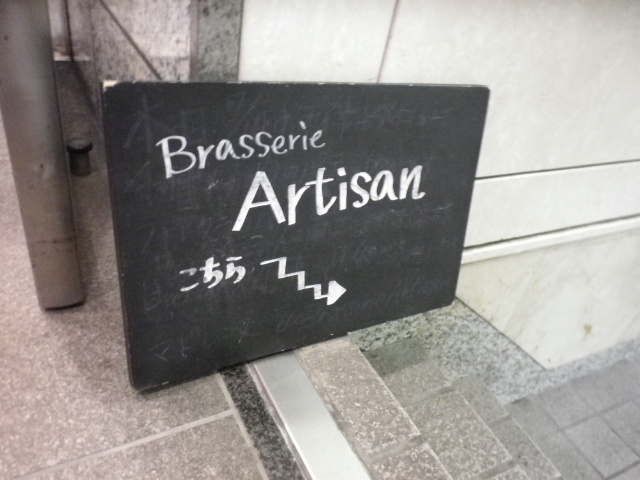 Brasserie
Artisan
こちら